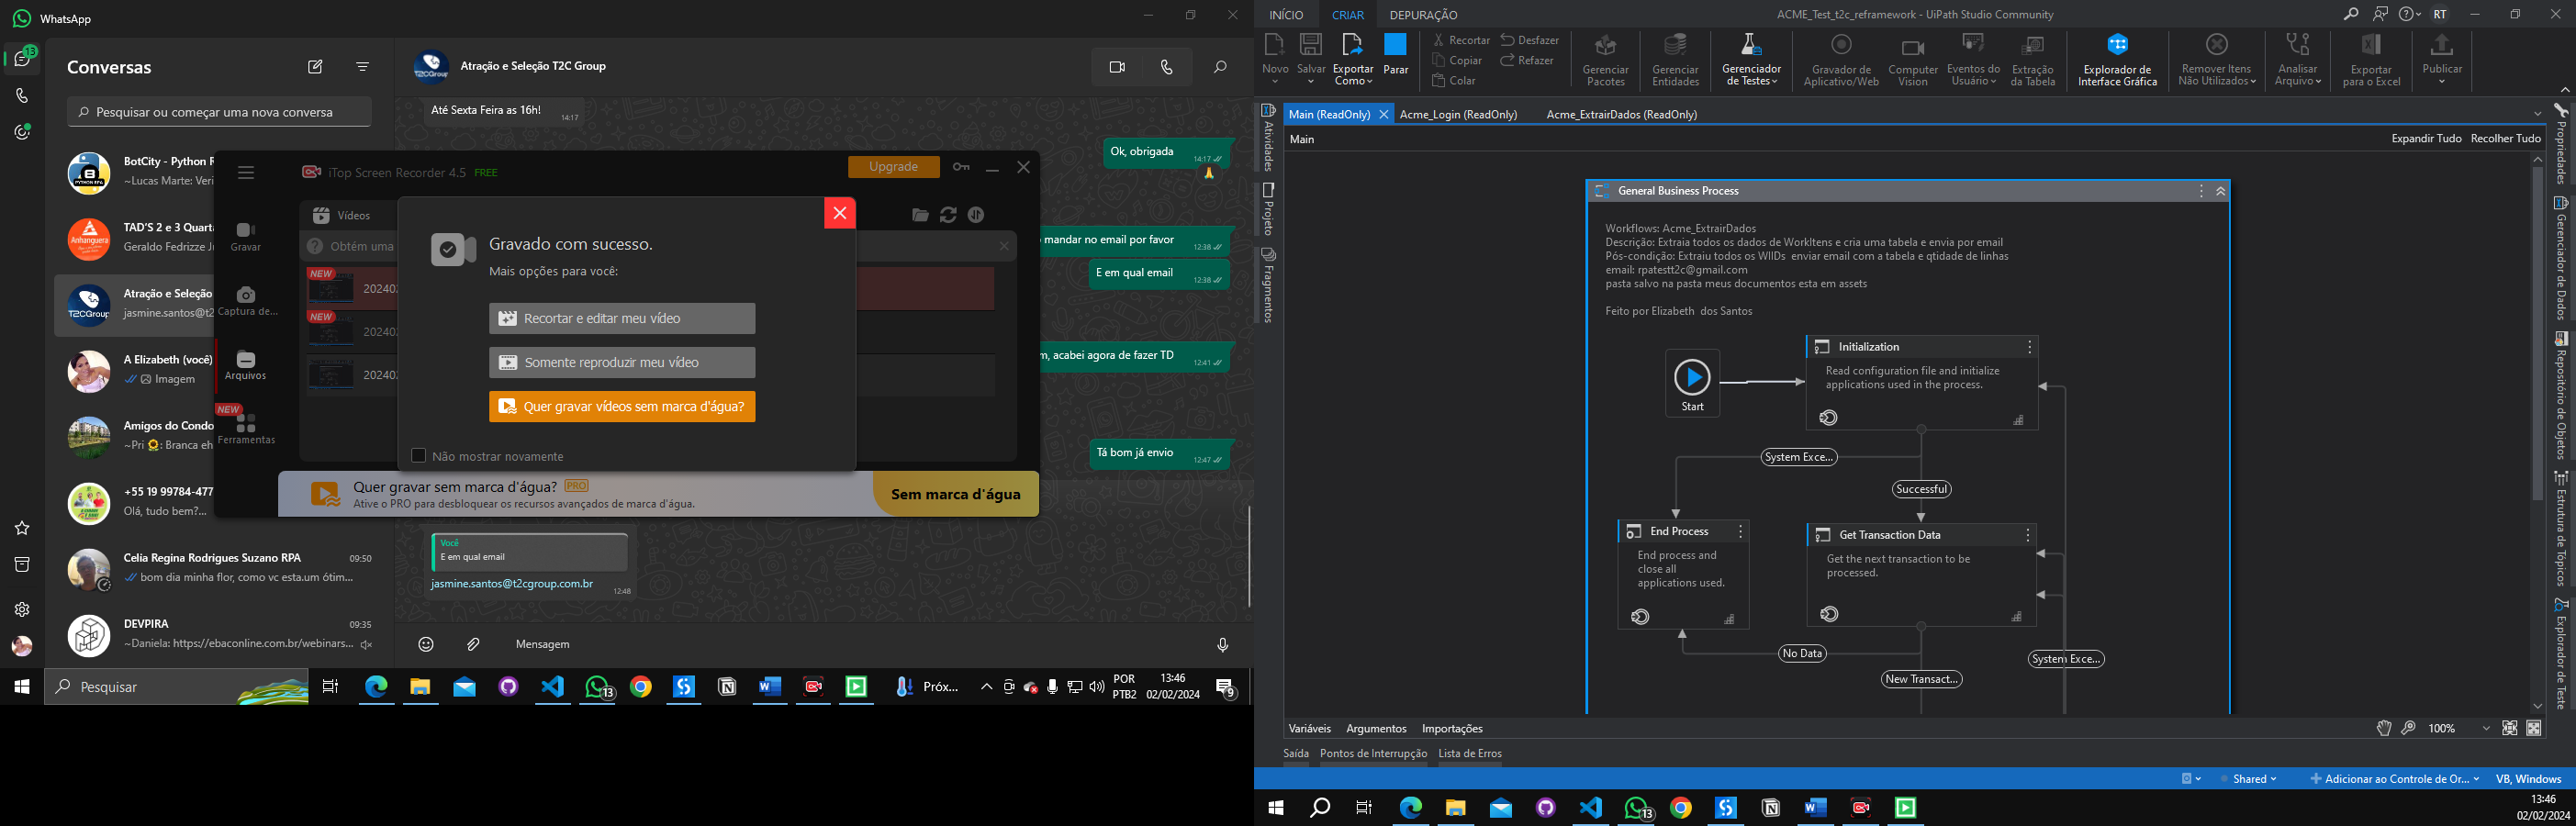 WhatsApp
Conversas
Pesquisar ou começar uma nova conversa
BotCity - Python R
~Lucas Marte: Veri
TAD'S 2 e 3 Quarta
Geraldo Fedrizze Ju
Atração e Seleção
jasmine.santos@t2
A Elizabeth (você)
Imagem
Amigos do Condo
~Pri 🌻: Branca eh
+55 19 99784-477
Olá, tudo bem?...
Celia Regina Rodrigues Suzano RPA
09:50
bom dia minha flor, como vc esta.um ótim...
DEVPIRA
09:35
~Daniela: https://ebaconline.com.br/webinars...
13
T2CGroup
Anhanguera
Atração e Seleção T2C Group
Até Sexta Feira as 16h!
14:17
Ok, obrigada
14:17
mandar no email por favor
12:38
E em qual email
12:38
m, acabei agora de fazer TD
12:41
Tá bom já envio
12:47
Você
E em qual email
jasmine.santos@t2cgroup.com.br
12:48
Mensagem
iTop Screen Recorder 4.5 FREE
Upgrade
Gravar
Captura de...
Arquivos
NEW
Ferramentas
Vídeos
Obtém uma
NEW
202402
NEW
20240
20240
Gravado com sucesso.
Mais opções para você:
Recortar e editar meu vídeo
Somente reproduzir meu vídeo
Quer gravar vídeos sem marca d'água?
Não mostrar novamente
Quer gravar sem marca d'água? PRO
Ative o PRO para desbloquear os recursos avançados de marca d'água.
Sem marca d'água
Pesquisar
13
Próx...
POR
PTB2
13:46
02/02/2024
9
INÍCIO
CRIAR
DEPURAÇÃO
ACME_Test_t2c_reframework - UiPath Studio Community
RT
Novo
Salvar
Exportar
Como
Parar
Recortar
Copiar
Colar
Desfazer
Refazer
Gerenciar
Pacotes
Gerenciar
Entidades
Gerenciador
de Testes
Gravador de
Aplicativo/Web
Computer
Vision
Eventos do
Usuário
Extração
da Tabela
Explorador de
Interface Gráfica
Remover Itens
Não Utilizados
Analisar
Arquivo
Exportar
para o Excel
Publicar
Main (ReadOnly)
Acme_Login (ReadOnly)
Acme_ExtrairDados (ReadOnly)
Main
Expandir Tudo
Recolher Tudo
Atividades
Projeto
Fragmentos
General Business Process
Workflows: Acme_ExtrairDados
Descrição: Extraia todos os dados de WorkItens e cria uma tabela e envia por email
Pós-condição: Extraiu todos os WIIDs enviar email com a tabela e qtidade de linhas
email: rpatestt2c@gmail.com
pasta salvo na pasta meus documentos esta em assets
Feito por Elizabeth dos Santos
Start
Initialization
Read configuration file and initialize
applications used in the process.
System Exce...
Successful
End Process
End process and
close all
applications used.
Get Transaction Data
Get the next transaction to be
processed.
No Data
System Exce...
New Transact...
Propriedades
Gerenciador de Dados
Repositório de Objetos
Estrutura de Tópicos
Explorador de Teste
Variáveis
Argumentos
Importações
100%
Saída
Pontos de Interrupção
Lista de Erros
Shared
Adicionar ao Controle de Or...
VB, Windows
13
13:46
02/02/2024